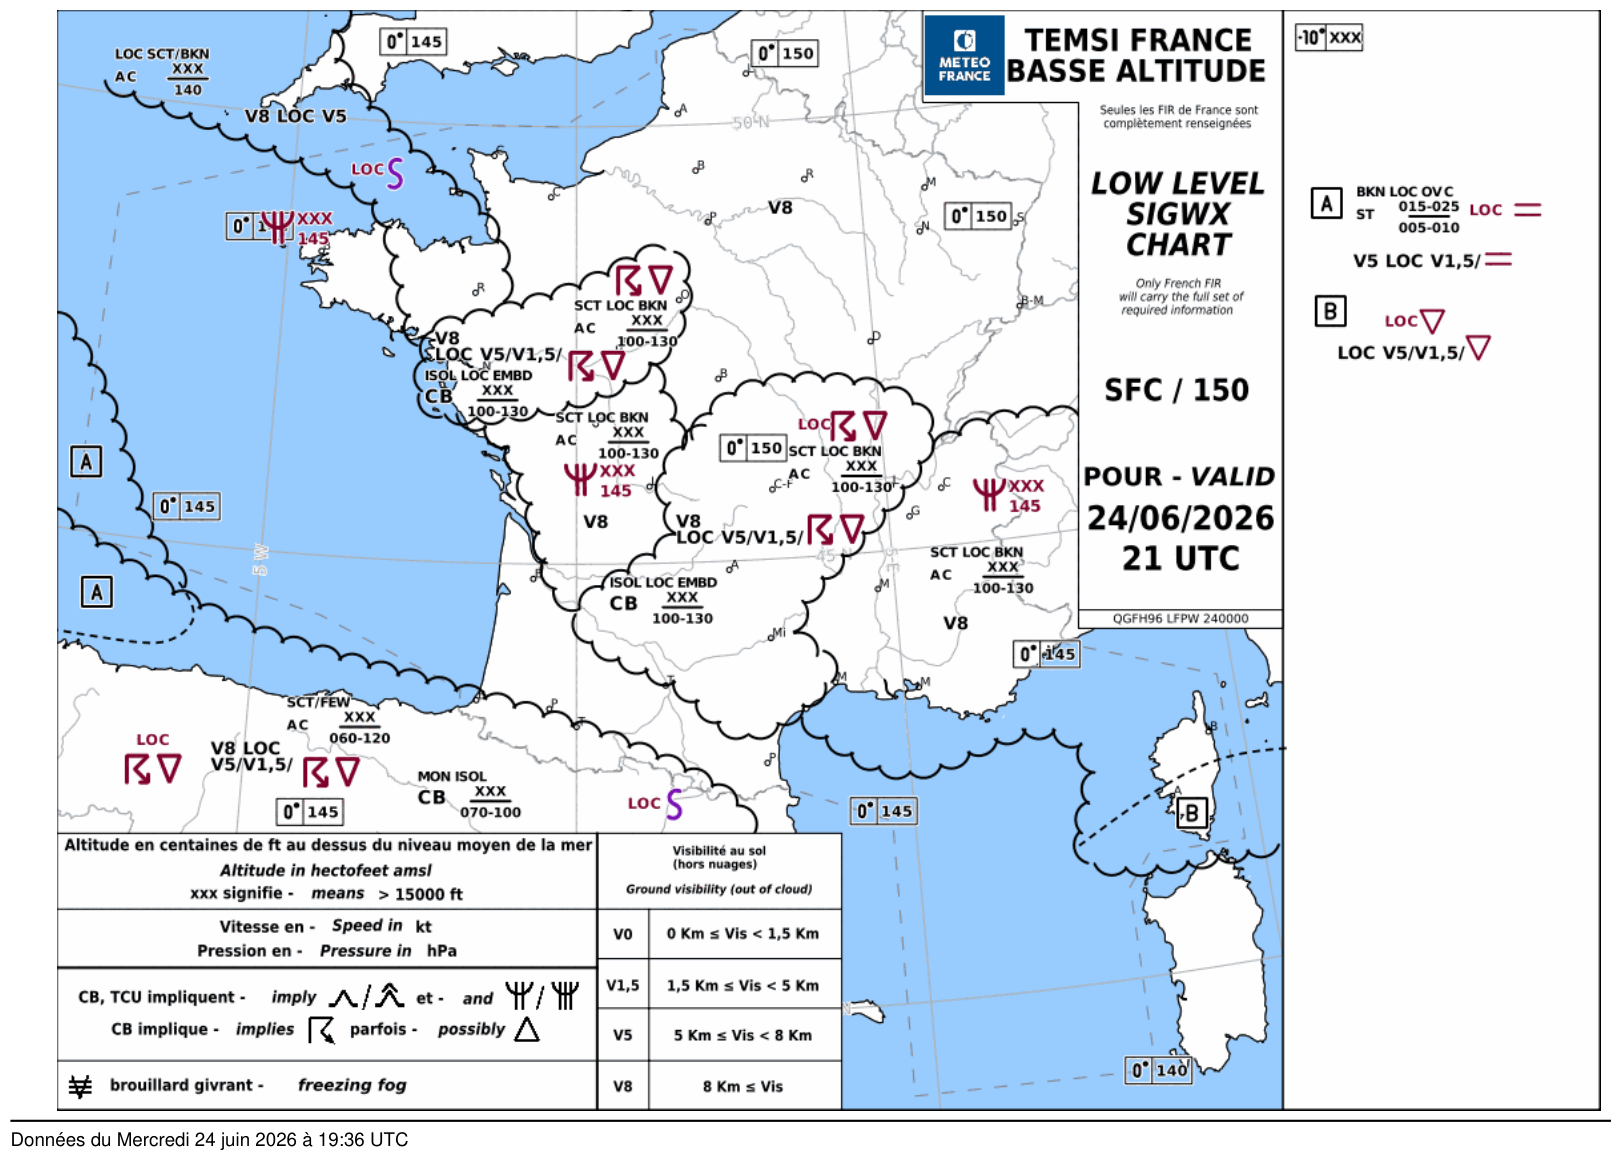 LOC SCT/BKN
AC XXX
140
0° 145
0° 150
METEO
FRANCE
TEMSI FRANCE
BASSE ALTITUDE
-10° XXX
V8 LOC V5
A
50°N
Seules les FIR de France sont
complètement renseignées
C
LOC
B
R
M
LOW LEVEL
SIGWX
CHART
A
BKN LOC OVC
015-025
ST
005-010
LOC
C
V8
P
0° 150
S
N
XXX
145
V5 LOC V1,5/
Only French FIR
will carry the full set of
required information
R
O
B-M
B
LOC
LOC V5/V1,5/
SCT LOC BKN
AC XXX
100-130
V8
LOC V5/V1,5/
D
ISOL LOC EMBD
CB XXX
100-130
B
SFC / 150
SCT LOC BKN
AC XXX
100-130
LOC
0° 150
SCT LOC BKN
AC XXX
100-130
A
XXX
145
L
C-F
C
XXX
145
POUR - VALID
24/06/2026
21 UTC
0° 145
V8
V8
LOC V5/V1,5/
G
45 N
5 W
5 E
SCT LOC BKN
AC XXX
100-130
A
B
A
M
ISOL LOC EMBD
CB XXX
100-130
V8
QGFH96 LFPW 240000
Mi
0° 145
T
M
M
P
T
B
SCT/FEW
AC XXX
060-120
LOC
V8 LOC
V5/V1,5/
P
MON ISOL
CB XXX
070-100
0° 145
LOC
0° 145
A
B
Altitude en centaines de ft au dessus du niveau moyen de la mer
Altitude in hectofeet amsl
xxx signifie - means > 15000 ft
Vitesse en - Speed in kt
Pression en - Pressure in hPa
CB, TCU impliquent - imply / et - and /
CB implique - implies parfois - possibly
brouillard givrant - freezing fog
Visibilité au sol
(hors nuages)
Ground visibility (out of cloud)
V0 0 Km ≤ Vis < 1,5 Km
V1,5 1,5 Km ≤ Vis < 5 Km
V5 5 Km ≤ Vis < 8 Km
V8 8 Km ≤ Vis
0° 140
Données du Mercredi 24 juin 2026 à 19:36 UTC